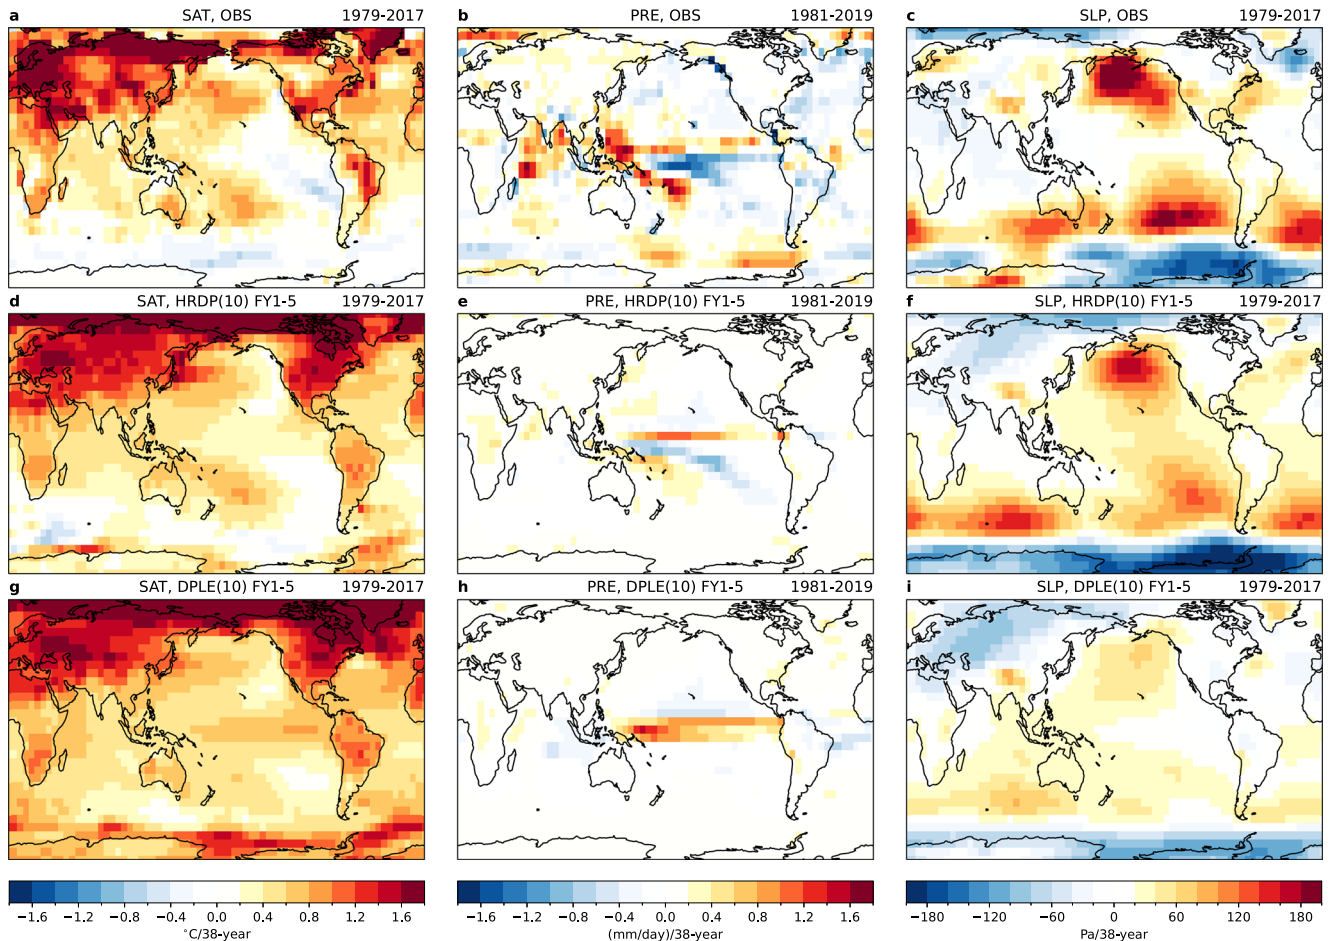 a SAT, OBS 1979-2017
b PRE, OBS 1981-2019
c SLP, OBS 1979-2017
d SAT, HRDP(10) FY1-5 1979-2017
e PRE, HRDP(10) FY1-5 1981-2019
f SLP, HRDP(10) FY1-5 1979-2017
g SAT, DPLE(10) FY1-5 1979-2017
h PRE, DPLE(10) FY1-5 1981-2019
i SLP, DPLE(10) FY1-5 1979-2017
−1.6 −1.2 −0.8 −0.4 0.0 0.4 0.8 1.2 1.6
°C/38-year
−1.6 −1.2 −0.8 −0.4 0.0 0.4 0.8 1.2 1.6
(mm/day)/38-year
−180 −120 −60 0 60 120 180
Pa/38-year